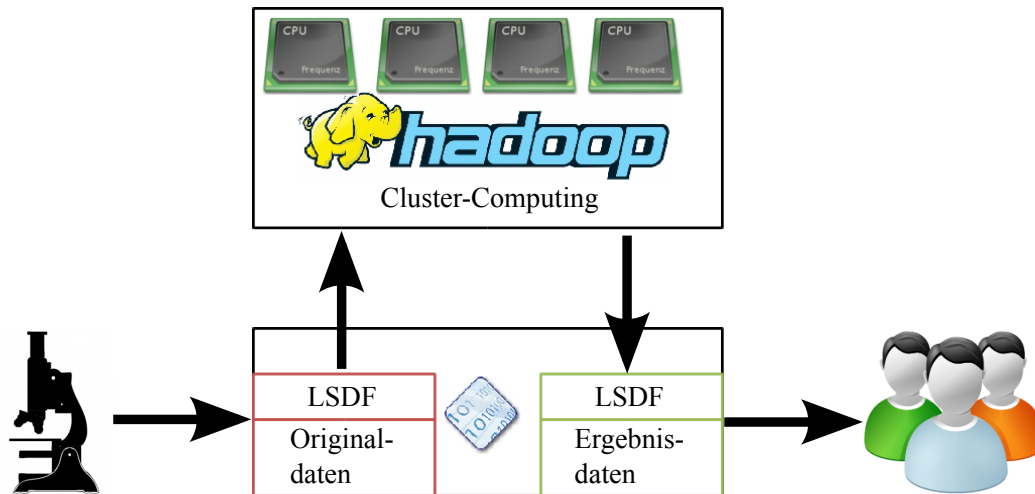 CPU CPU CPU CPU
Frequenz Frequenz Frequenz Frequenz
hadoop
Cluster-Computing
LSDF
Original-
daten
LSDF
Ergebnis-
daten